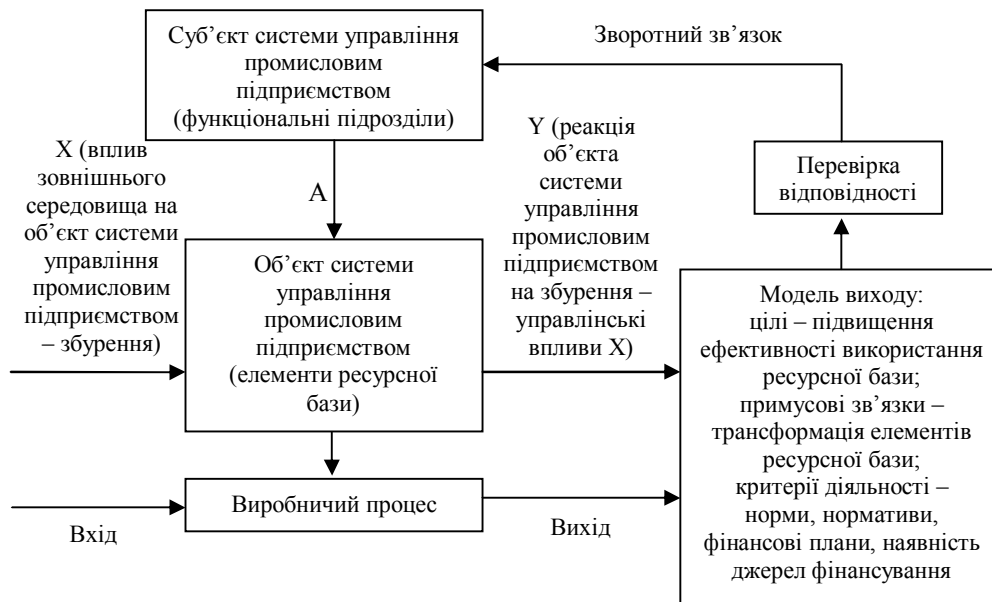 Суб’єкт системи управління
промисловим
підприємством
(функціональні підрозділи)
Зворотний зв’язок
X (вплив
зовнішнього
середовища на
об’єкт системи
управління
промисловим
підприємством
– збурення)
А
Y (реакція
об’єкта
системи
управління
промисловим
підприємством
на збурення –
управлінські
впливи X)
Перевірка
відповідності
Об’єкт системи
управління
промисловим
підприємством
(елементи ресурсної
бази)
Модель виходу:
цілі – підвищення
ефективності використання
ресурсної бази;
примусові зв’язки –
трансформація елементів
ресурсної бази;
критерії діяльності –
норми, нормативи,
фінансові плани, наявність
джерел фінансування
Виробничий процес
Вхід
Вихід